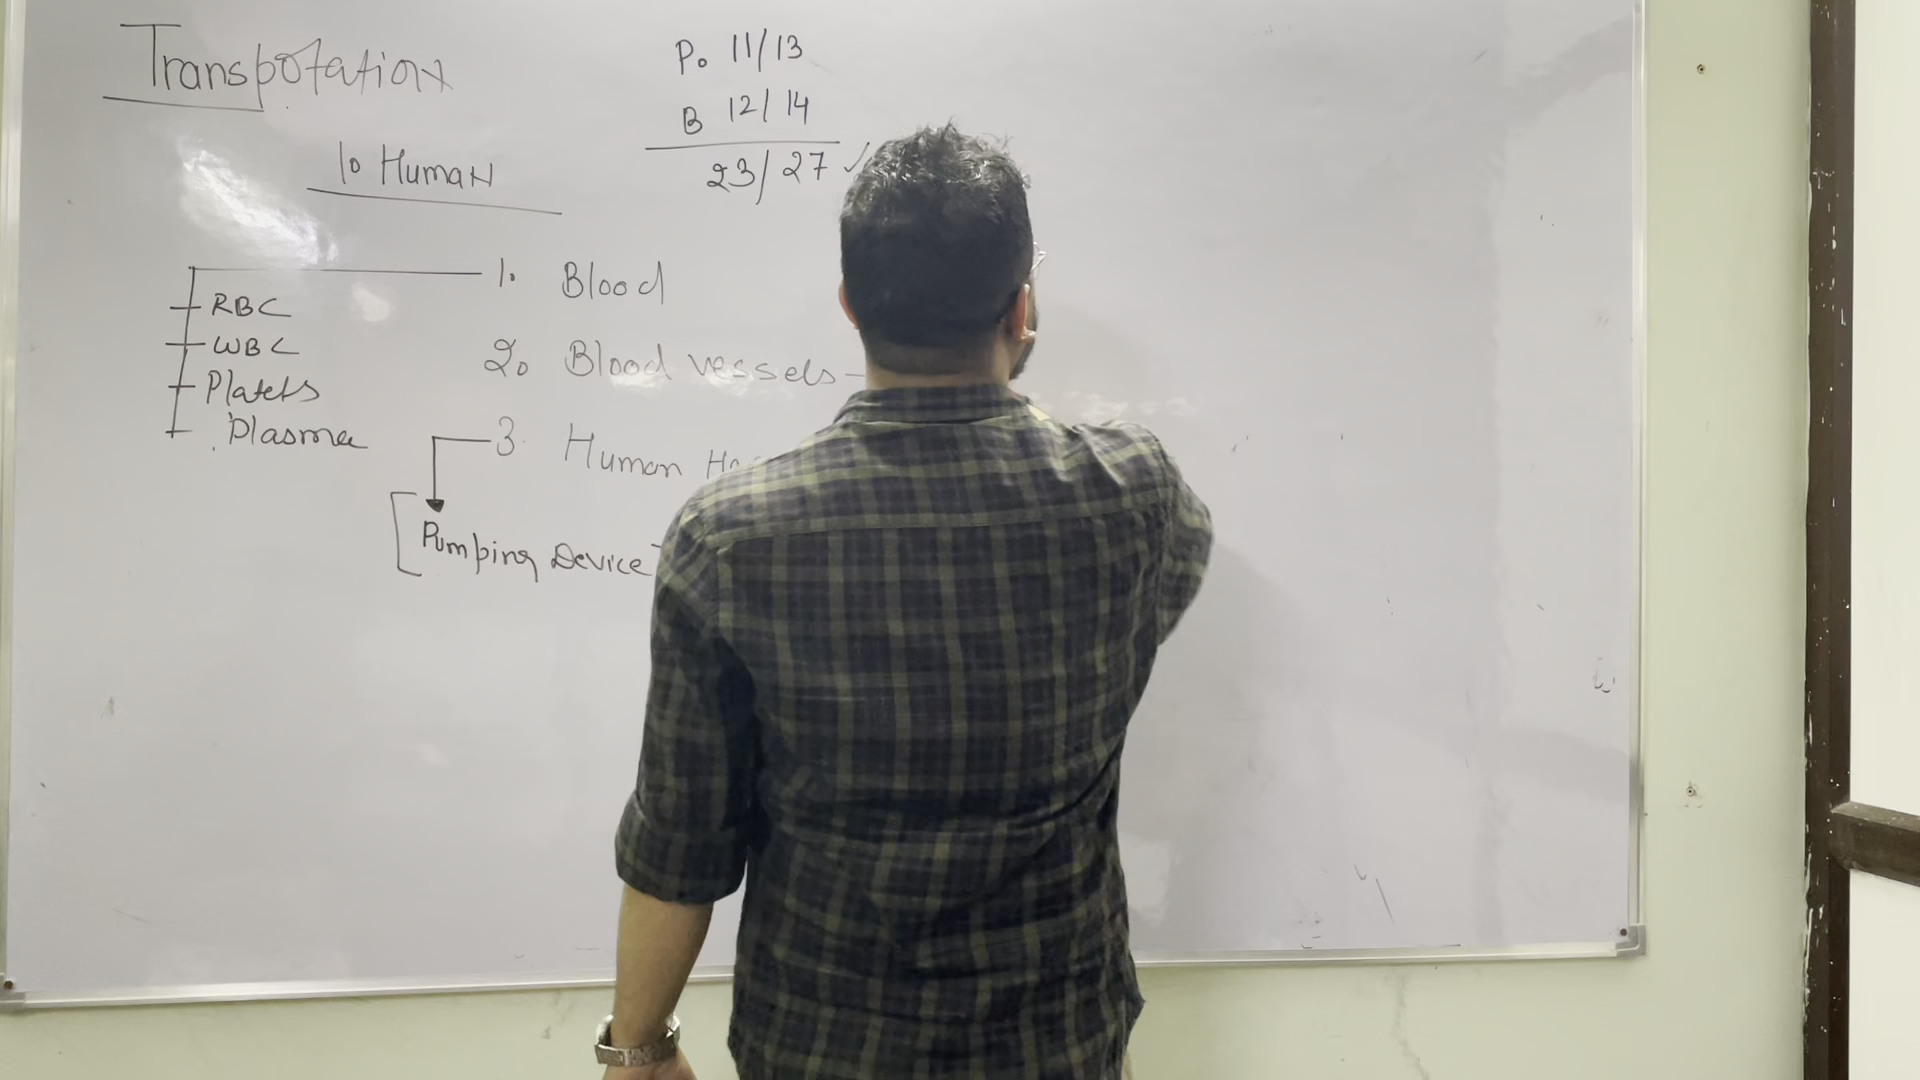 Transpotation
P. 11/13
B 12/14
23/27 ✓
1. Human
1. Blood
RBC
WBC
Platets
Plasma
2. Blood vessels
3. Human
Pumping Device